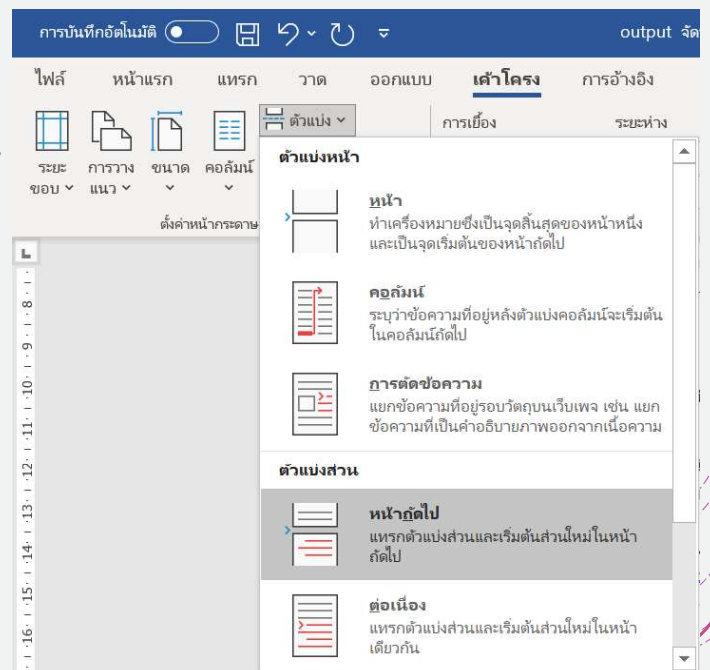 การบันทึกอัตโนมัติ output จัด
ไฟล์ หน้าแรก แทรก วาด ออกแบบ เค้าโครง การอ้างอิง
ตัวแบ่ง การเยื้อง ระยะห่าง
ระยะ การวาง ขนาด คอลัมน์
ขอบ แนว
ตั้งค่าหน้ากระดาษ
ตัวแบ่งหน้า
หน้า
ทำเครื่องหมายซึ่งเป็นจุดสิ้นสุดของหน้าหนึ่ง
และเป็นจุดเริ่มต้นของหน้าถัดไป
คอลัมน์
ระบุว่าข้อความที่อยู่หลังตัวแบ่งคอลัมน์จะเริ่มต้น
ในคอลัมน์ถัดไป
การตัดข้อความ
แยกข้อความที่อยู่รอบวัตถุบนเว็บเพจ เช่น แยก
ข้อความที่เป็นคำอธิบายภาพออกจากเนื้อความ
ตัวแบ่งส่วน
หน้าถัดไป
แทรกตัวแบ่งส่วนและเริ่มต้นส่วนใหม่ในหน้า
ถัดไป
ต่อเนื่อง
แทรกตัวแบ่งส่วนและเริ่มต้นส่วนใหม่ในหน้า
เดียวกัน
8
9
10
11
12
13
14
15
16